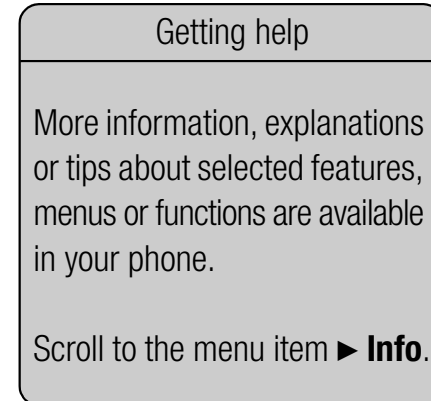 Getting help
More information, explanations
or tips about selected features,
menus or functions are available
in your phone.
Scroll to the menu item ► Info.